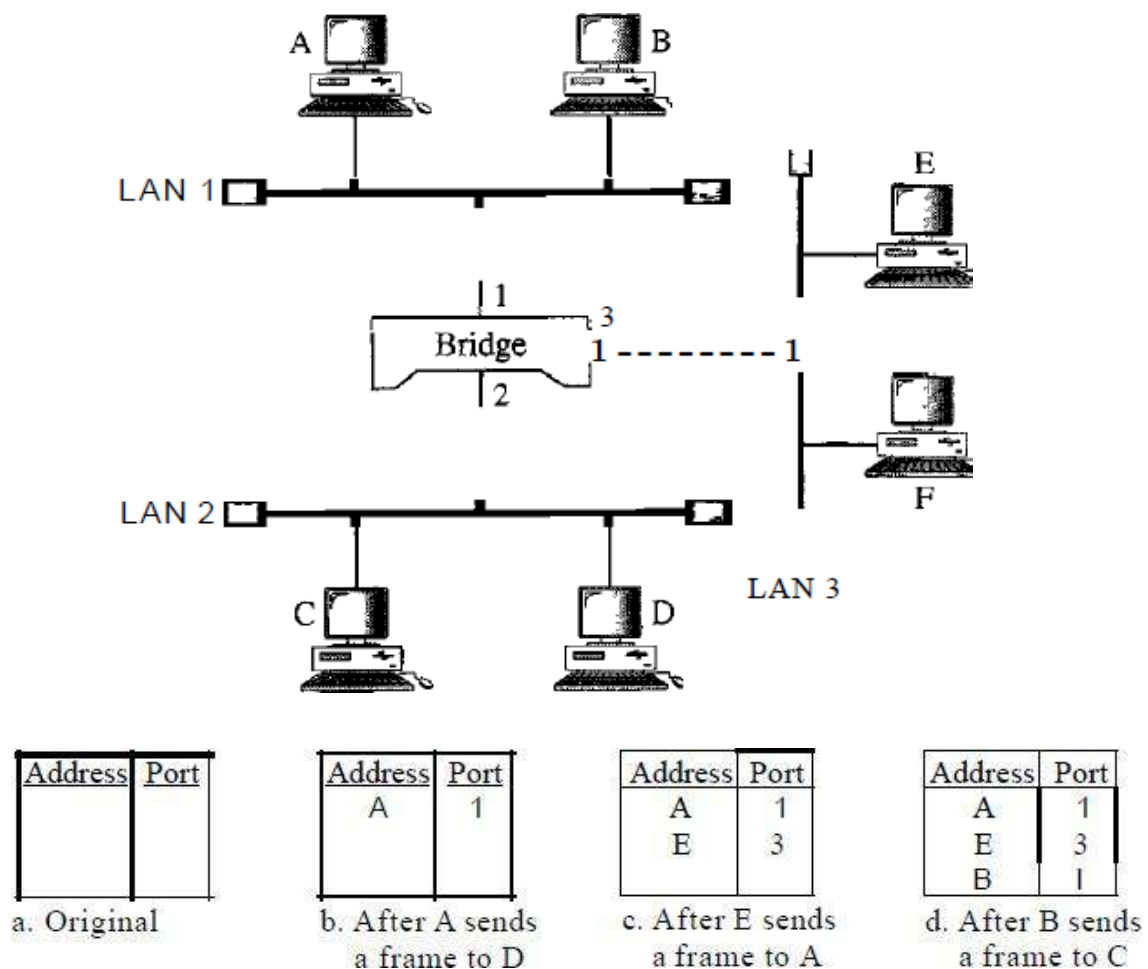 A
B
LAN 1
E
1
3
Bridge
1 - - - - - - - - 1
2
F
LAN 2
C
D
LAN 3
Address Port
Address Port
A 1
Address Port
A 1
E 3
Address Port
A 1
E 3
B I
a. Original
b. After A sends
a frame to D
c. After E sends
a frame to A
d. After B sends
a frame to C